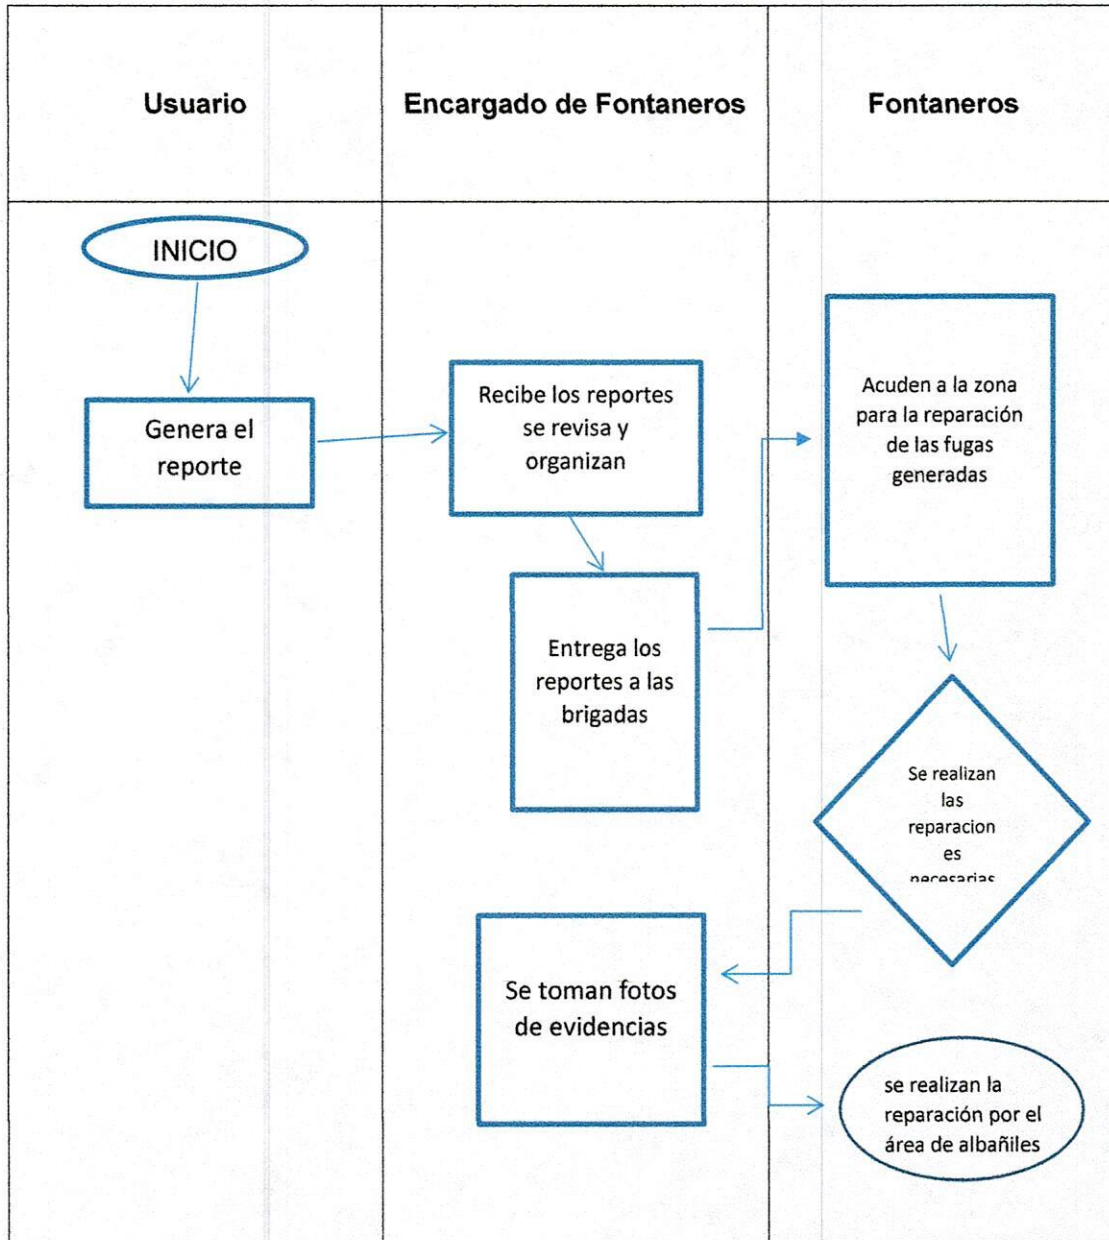 Usuario
Encargado de Fontaneros
Fontaneros
INICIO
Genera el
reporte
Recibe los reportes
se revisa y
organizan
Entrega los
reportes a las
brigadas
Acuden a la zona
para la reparación
de las fugas
generadas
Se realizan
las
reparacion
es
necesarias
Se toman fotos
de evidencias
se realizan la
reparación por el
área de albañiles